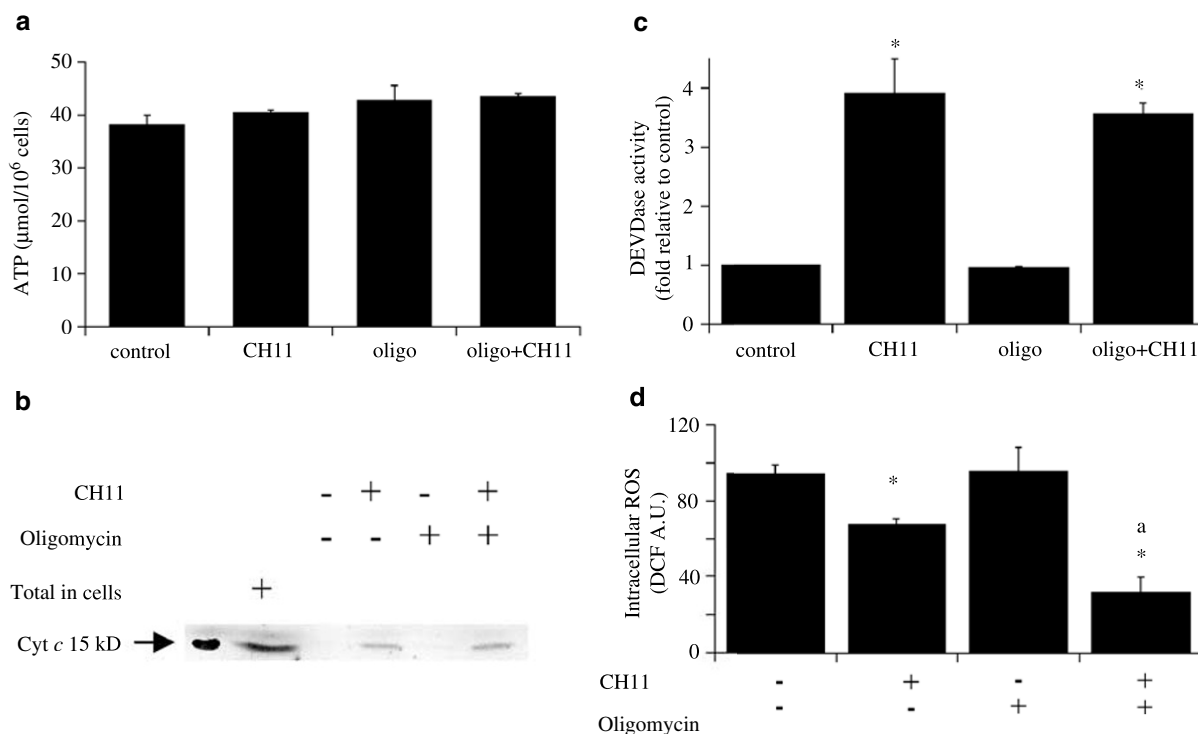 a
50
40
30
20
10
0
ATP (μmol/10⁶ cells)
control CH11 oligo oligo+CH11
b
CH11 - + - +
Oligomycin - - + +
Total in cells +
Cyt c 15 kD
c
4
3
2
1
0
DEVDase activity
(fold relative to control)
* *
control CH11 oligo oligo+CH11
d
120
80
40
0
Intracellular ROS
(DCF A.U.)
*
a
*
CH11 - + - +
Oligomycin - - + +